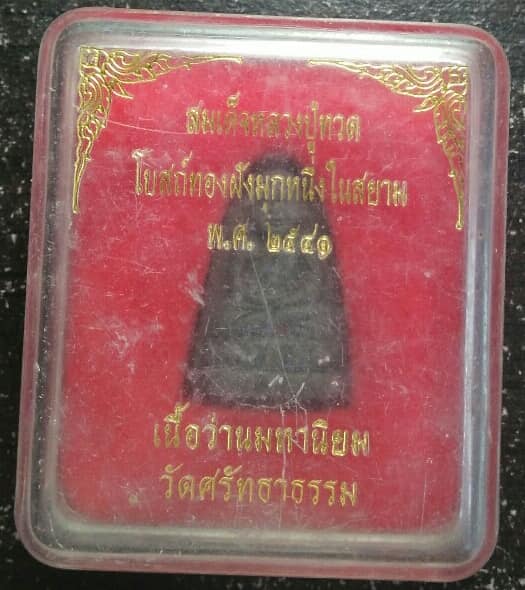 สมเด็จหลวงปู่ทวด
โบสถ์ทองฝังมุกหนึ่งในสยาม
พ.ศ. ๒๕๔๑
เนื้อว่านมหานิยม
วัดศรัทธาธรรม